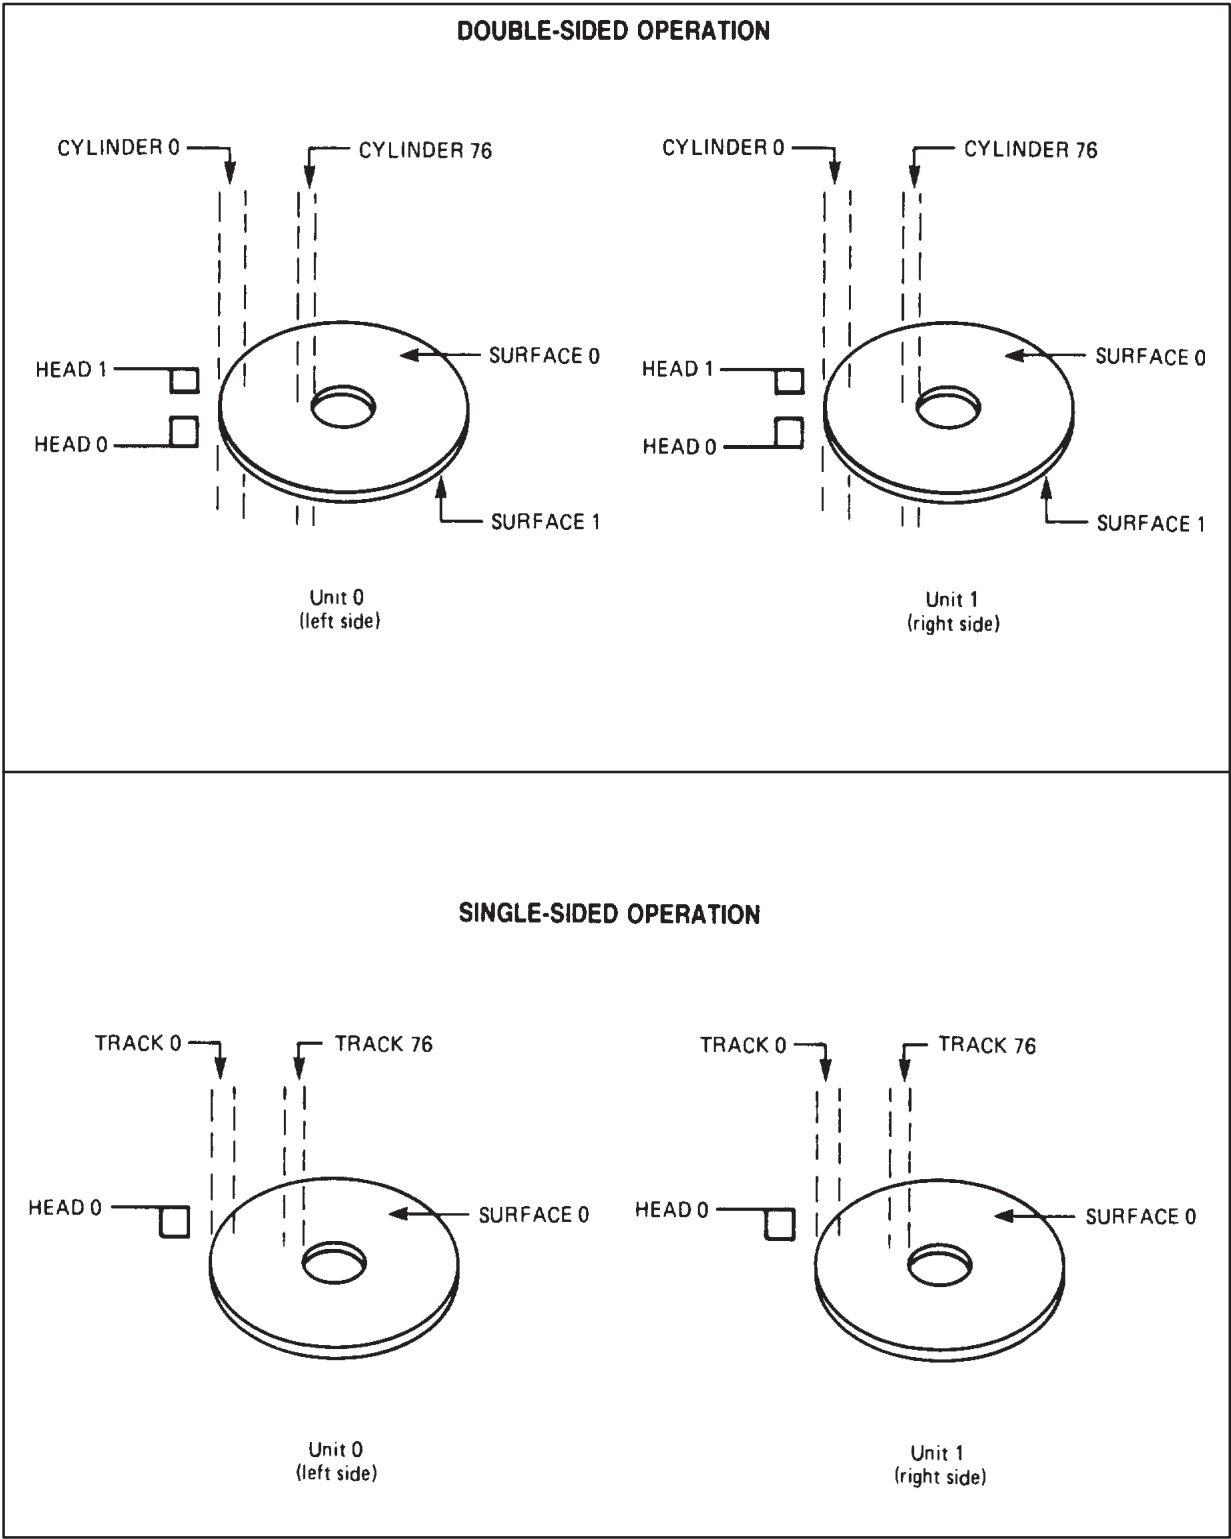 DOUBLE-SIDED OPERATION
CYLINDER 0
CYLINDER 76
CYLINDER 0
CYLINDER 76
HEAD 1
SURFACE 0
HEAD 1
SURFACE 0
HEAD 0
HEAD 0
SURFACE 1
SURFACE 1
Unit 0
(left side)
Unit 1
(right side)
SINGLE-SIDED OPERATION
TRACK 0
TRACK 76
TRACK 0
TRACK 76
HEAD 0
SURFACE 0
HEAD 0
SURFACE 0
Unit 0
(left side)
Unit 1
(right side)